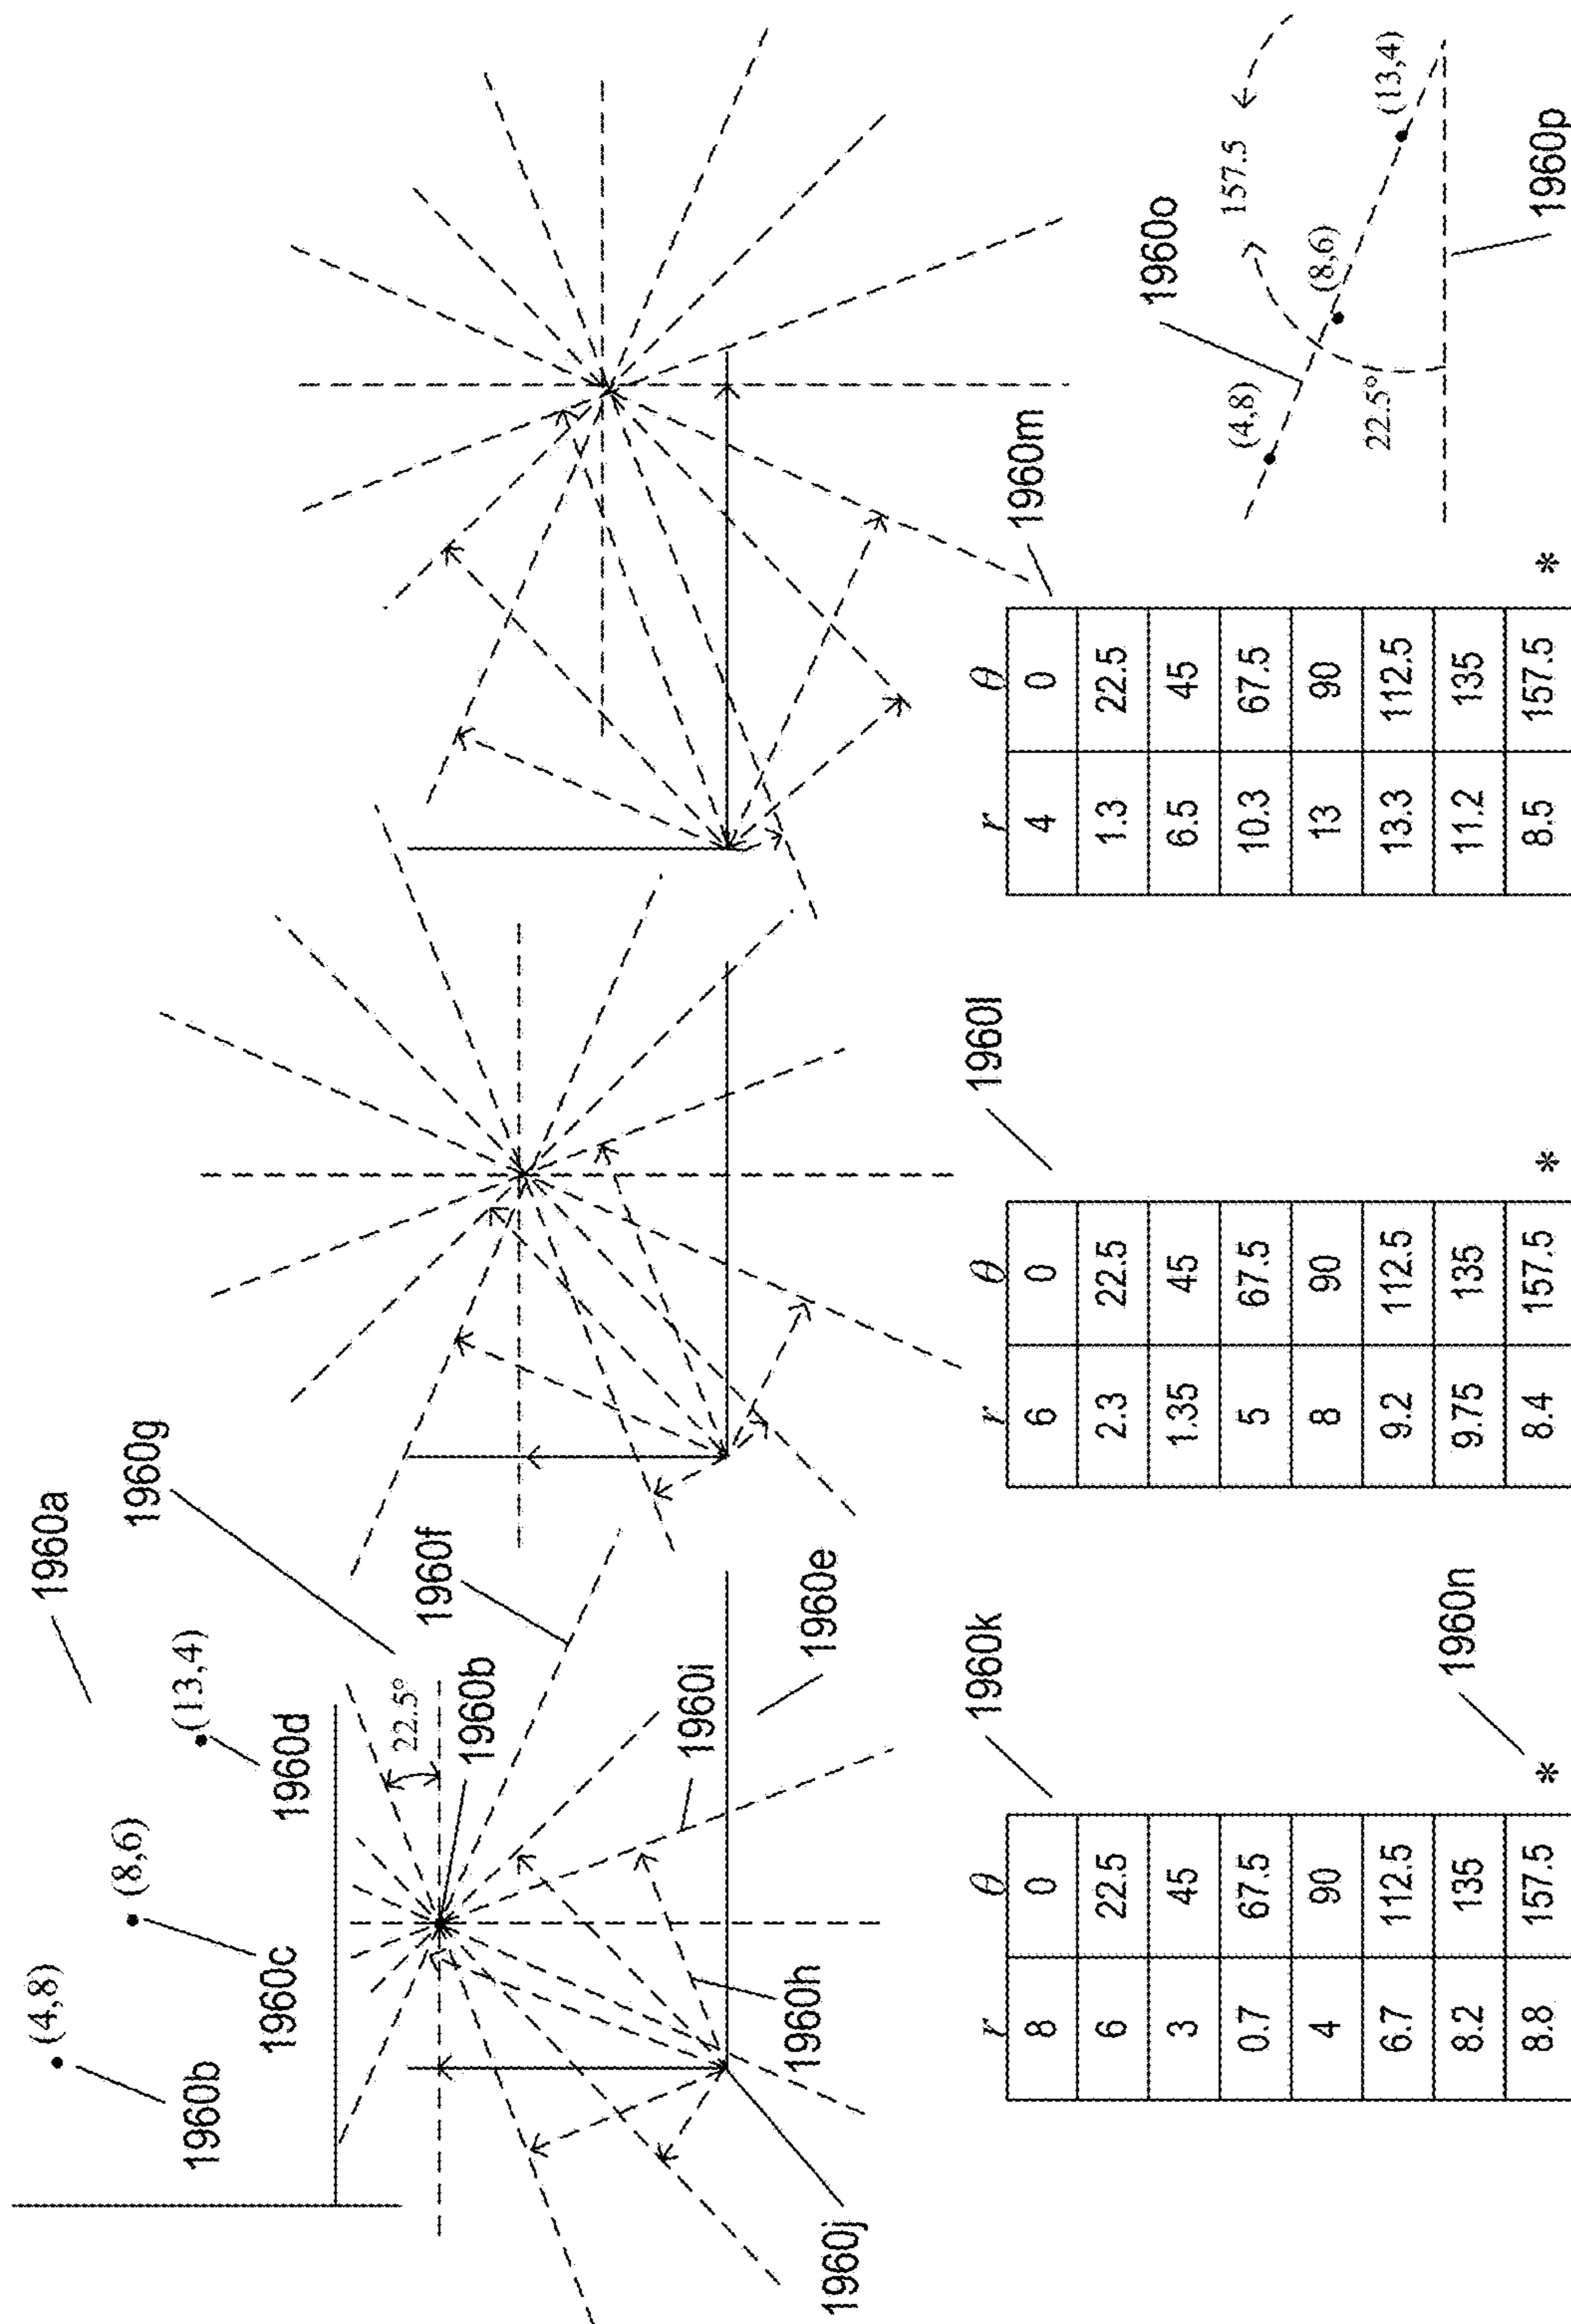 1960a
(4,8)
(8,6)
(13,4)
1960b
1960c
1960d
1960g
22.5°
1960f
1960b
1960i
1960e
1960h
1960j
1960k
r θ
8 0
6 22.5
3 45
0.7 67.5
4 90
6.7 112.5
8.2 135
8.8 157.5 *
1960n
1960l
r θ
6 0
2.3 22.5
1.35 45
5 67.5
8 90
9.2 112.5
9.75 135
8.4 157.5 *
1960m
r θ
4 0
1.3 22.5
6.5 45
10.3 67.5
13 90
13.3 112.5
11.2 135
8.5 157.5 *
1960o
157.5
(4,8)
(8,6)
(13,4)
22.5°
1960p